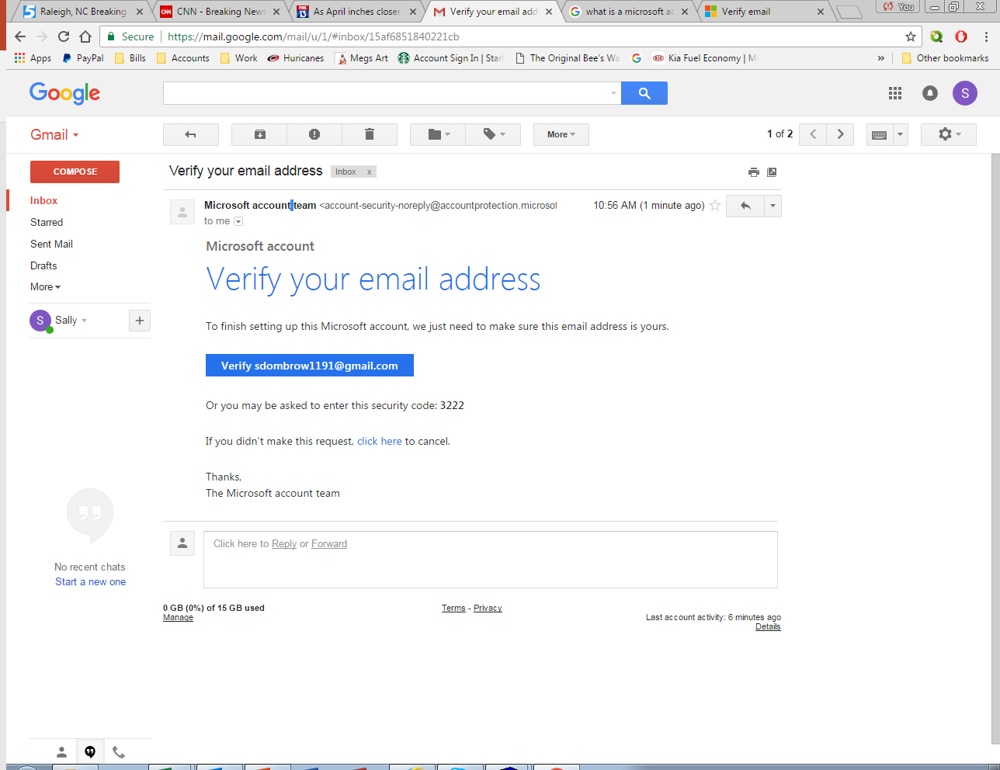 Raleigh, NC Breaking
CNN - Breaking News
As April inches closer
Verify your email add
what is a microsoft ac
Verify email
You
Secure
https://mail.google.com/mail/u/1/#inbox/15af6851840221cb
Apps
PayPal
Bills
Accounts
Work
Huricanes
Megs Art
Account Sign In | Star
The Original Bee's Wa
Kia Fuel Economy | M
»
Other bookmarks
Google
S
Gmail
More
1 of 2
COMPOSE
Verify your email address
Inbox x
Inbox
Starred
Sent Mail
Drafts
More
S
Sally
+
Microsoft account team <account-security-noreply@accountprotection.microsof
10:56 AM (1 minute ago)
to me
Microsoft account
Verify your email address
To finish setting up this Microsoft account, we just need to make sure this email address is yours.
Verify sdombrow1191@gmail.com
Or you may be asked to enter this security code: 3222
If you didn't make this request, click here to cancel.
Thanks,
The Microsoft account team
Click here to Reply or Forward
No recent chats
Start a new one
0 GB (0%) of 15 GB used
Manage
Terms - Privacy
Last account activity: 6 minutes ago
Details